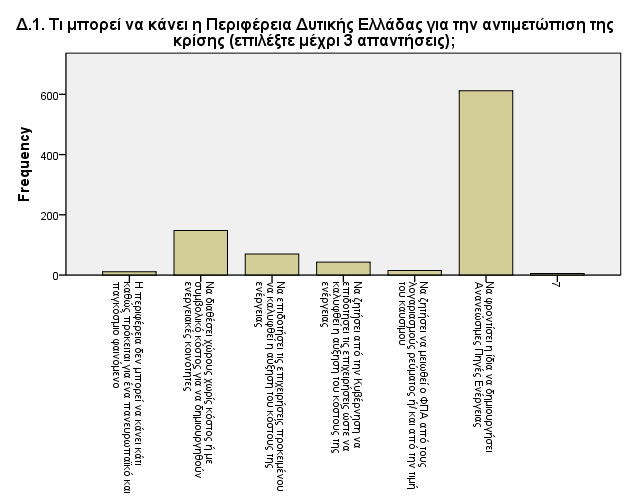 Δ.1. Τι μπορεί να κάνει η Περιφέρεια Δυτικής Ελλάδας για την αντιμετώπιση της
κρίσης (επιλέξτε μέχρι 3 απαντήσεις);
Frequency
600
400
200
0
Η περιφέρεια δεν μπορεί να κάνει κάτι
καθώς πρόκειται για ένα πανευρωπαϊκό και
παγκόσμιο φαινόμενο
Να διαθέσει χώρους χωρίς κόστος ή με
συμβολικό κόστος για να δημιουργηθούν
ενεργειακές κοινότητες
Να επιδοτήσει τις επιχειρήσεις προκειμένου
να καλυφθεί η αύξηση του κόστους της
ενέργειας
Να ζητήσει από την Κυβέρνηση να
επιδοτήσει τις επιχειρήσεις ώστε να
καλυφθεί η αύξηση του κόστους της
ενέργειας
Να ζητήσει να μειωθεί ο ΦΠΑ από τους
λογαριασμούς ρεύματος ή/και από την τιμή
του καυσίμου
Να φροντίσει η ίδια να δημιουργήσει
Ανανεώσιμες Πηγές Ενέργειας
7